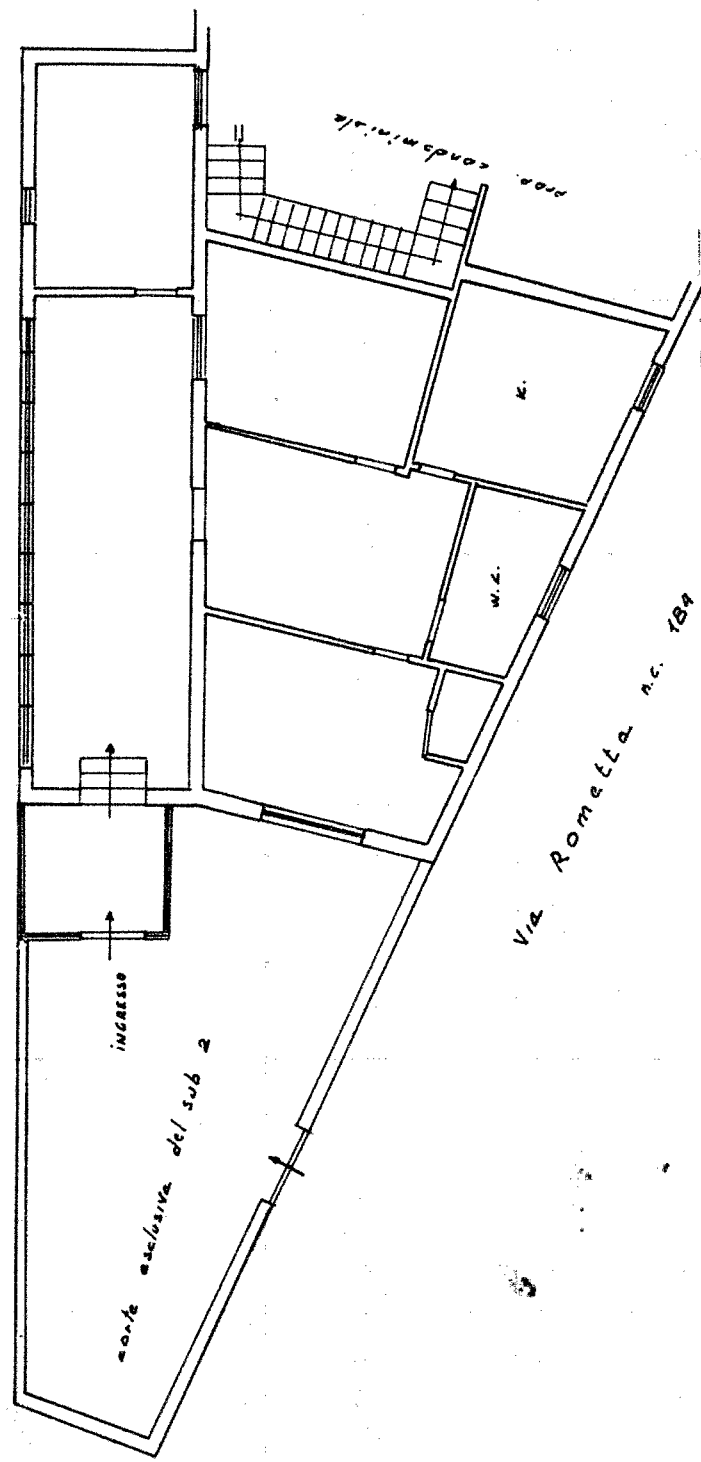 prop. condominiale
K.
W.C.
Via Rometta n.c. 184
INGRESSO
corte esclusiva del sub 2